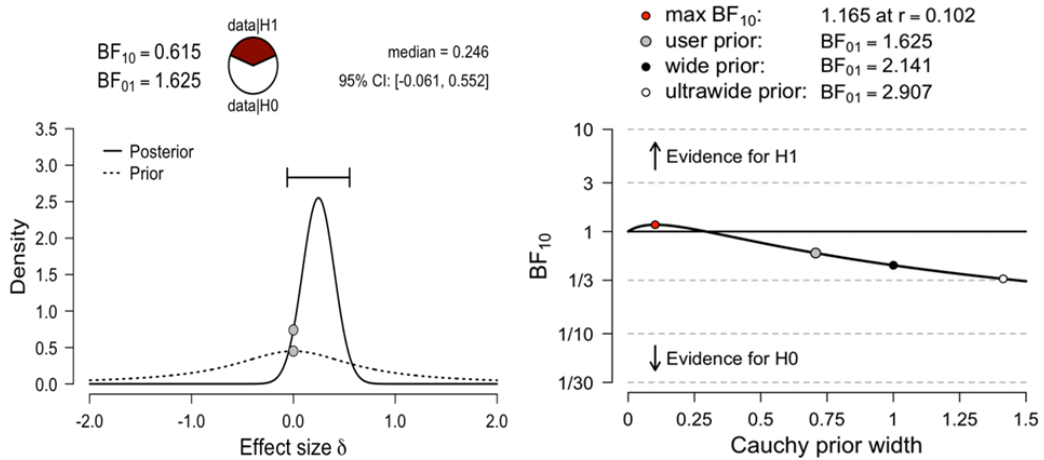 data|H1
BF10 = 0.615
BF01 = 1.625
data|H0
median = 0.246
95% CI: [-0.061, 0.552]
Posterior
Prior
3.5
3.0
2.5
2.0
1.5
1.0
0.5
0.0
Density
-2.0 -1.0 0.0 1.0 2.0
Effect size δ
max BF10: 1.165 at r = 0.102
user prior: BF01 = 1.625
wide prior: BF01 = 2.141
ultrawide prior: BF01 = 2.907
10
3
1
1/3
1/10
1/30
BF10
Evidence for H1
Evidence for H0
0 0.25 0.5 0.75 1 1.25 1.5
Cauchy prior width